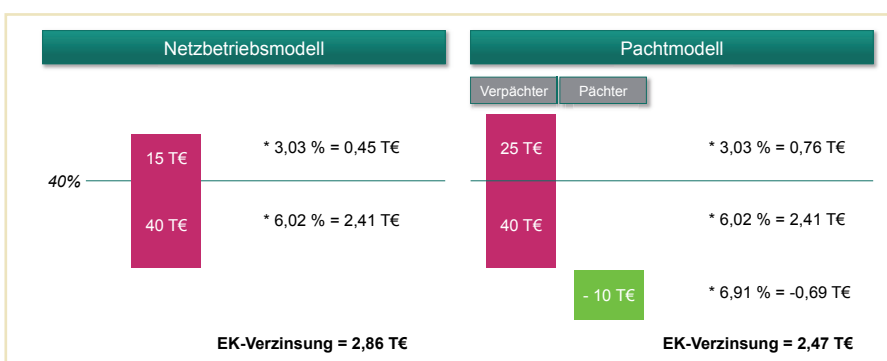 Netzbetriebsmodell
15 T€ * 3,03 % = 0,45 T€
40%
40 T€ * 6,02 % = 2,41 T€
EK-Verzinsung = 2,86 T€
Pachtmodell
Verpächter Pächter
25 T€ * 3,03 % = 0,76 T€
40 T€ * 6,02 % = 2,41 T€
- 10 T€ * 6,91 % = -0,69 T€
EK-Verzinsung = 2,47 T€